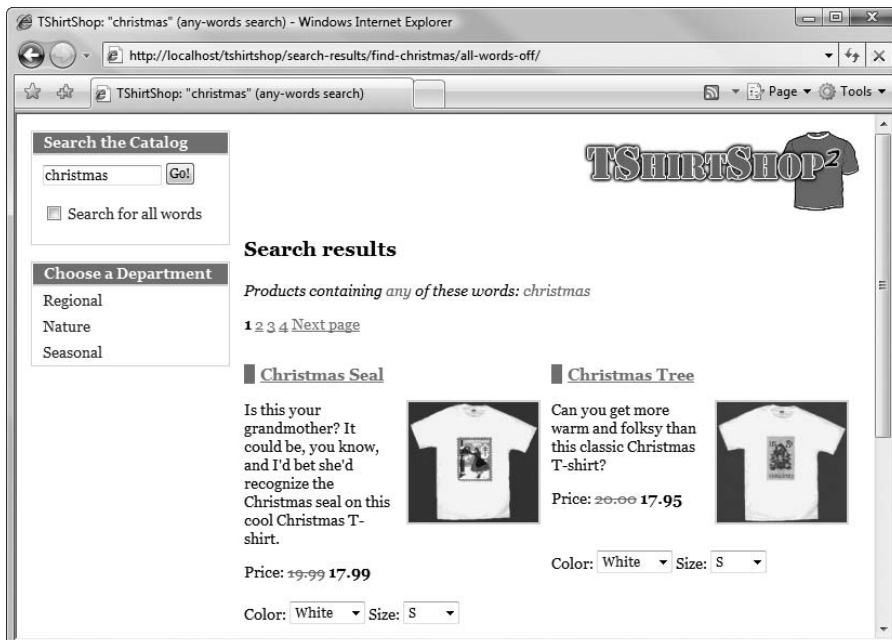 TShirtShop: "christmas" (any-words search) - Windows Internet Explorer
http://localhost/tshirtshop/search-results/find-christmas/all-words-off/
TShirtShop: "christmas" (any-words search)
Page
Tools
Search the Catalog
christmas
Go!
Search for all words
Choose a Department
Regional
Nature
Seasonal
TSHIRTSHOP²
Search results
Products containing any of these words: christmas
1 2 3 4 Next page
Christmas Seal
Is this your
grandmother? It
could be, you know,
and I'd bet she'd
recognize the
Christmas seal on this
cool Christmas T-
shirt.
Price: 19.99 17.99
Color: White Size: S
Christmas Tree
Can you get more
warm and folksy than
this classic Christmas
T-shirt?
Price: 20.00 17.95
Color: White Size: S